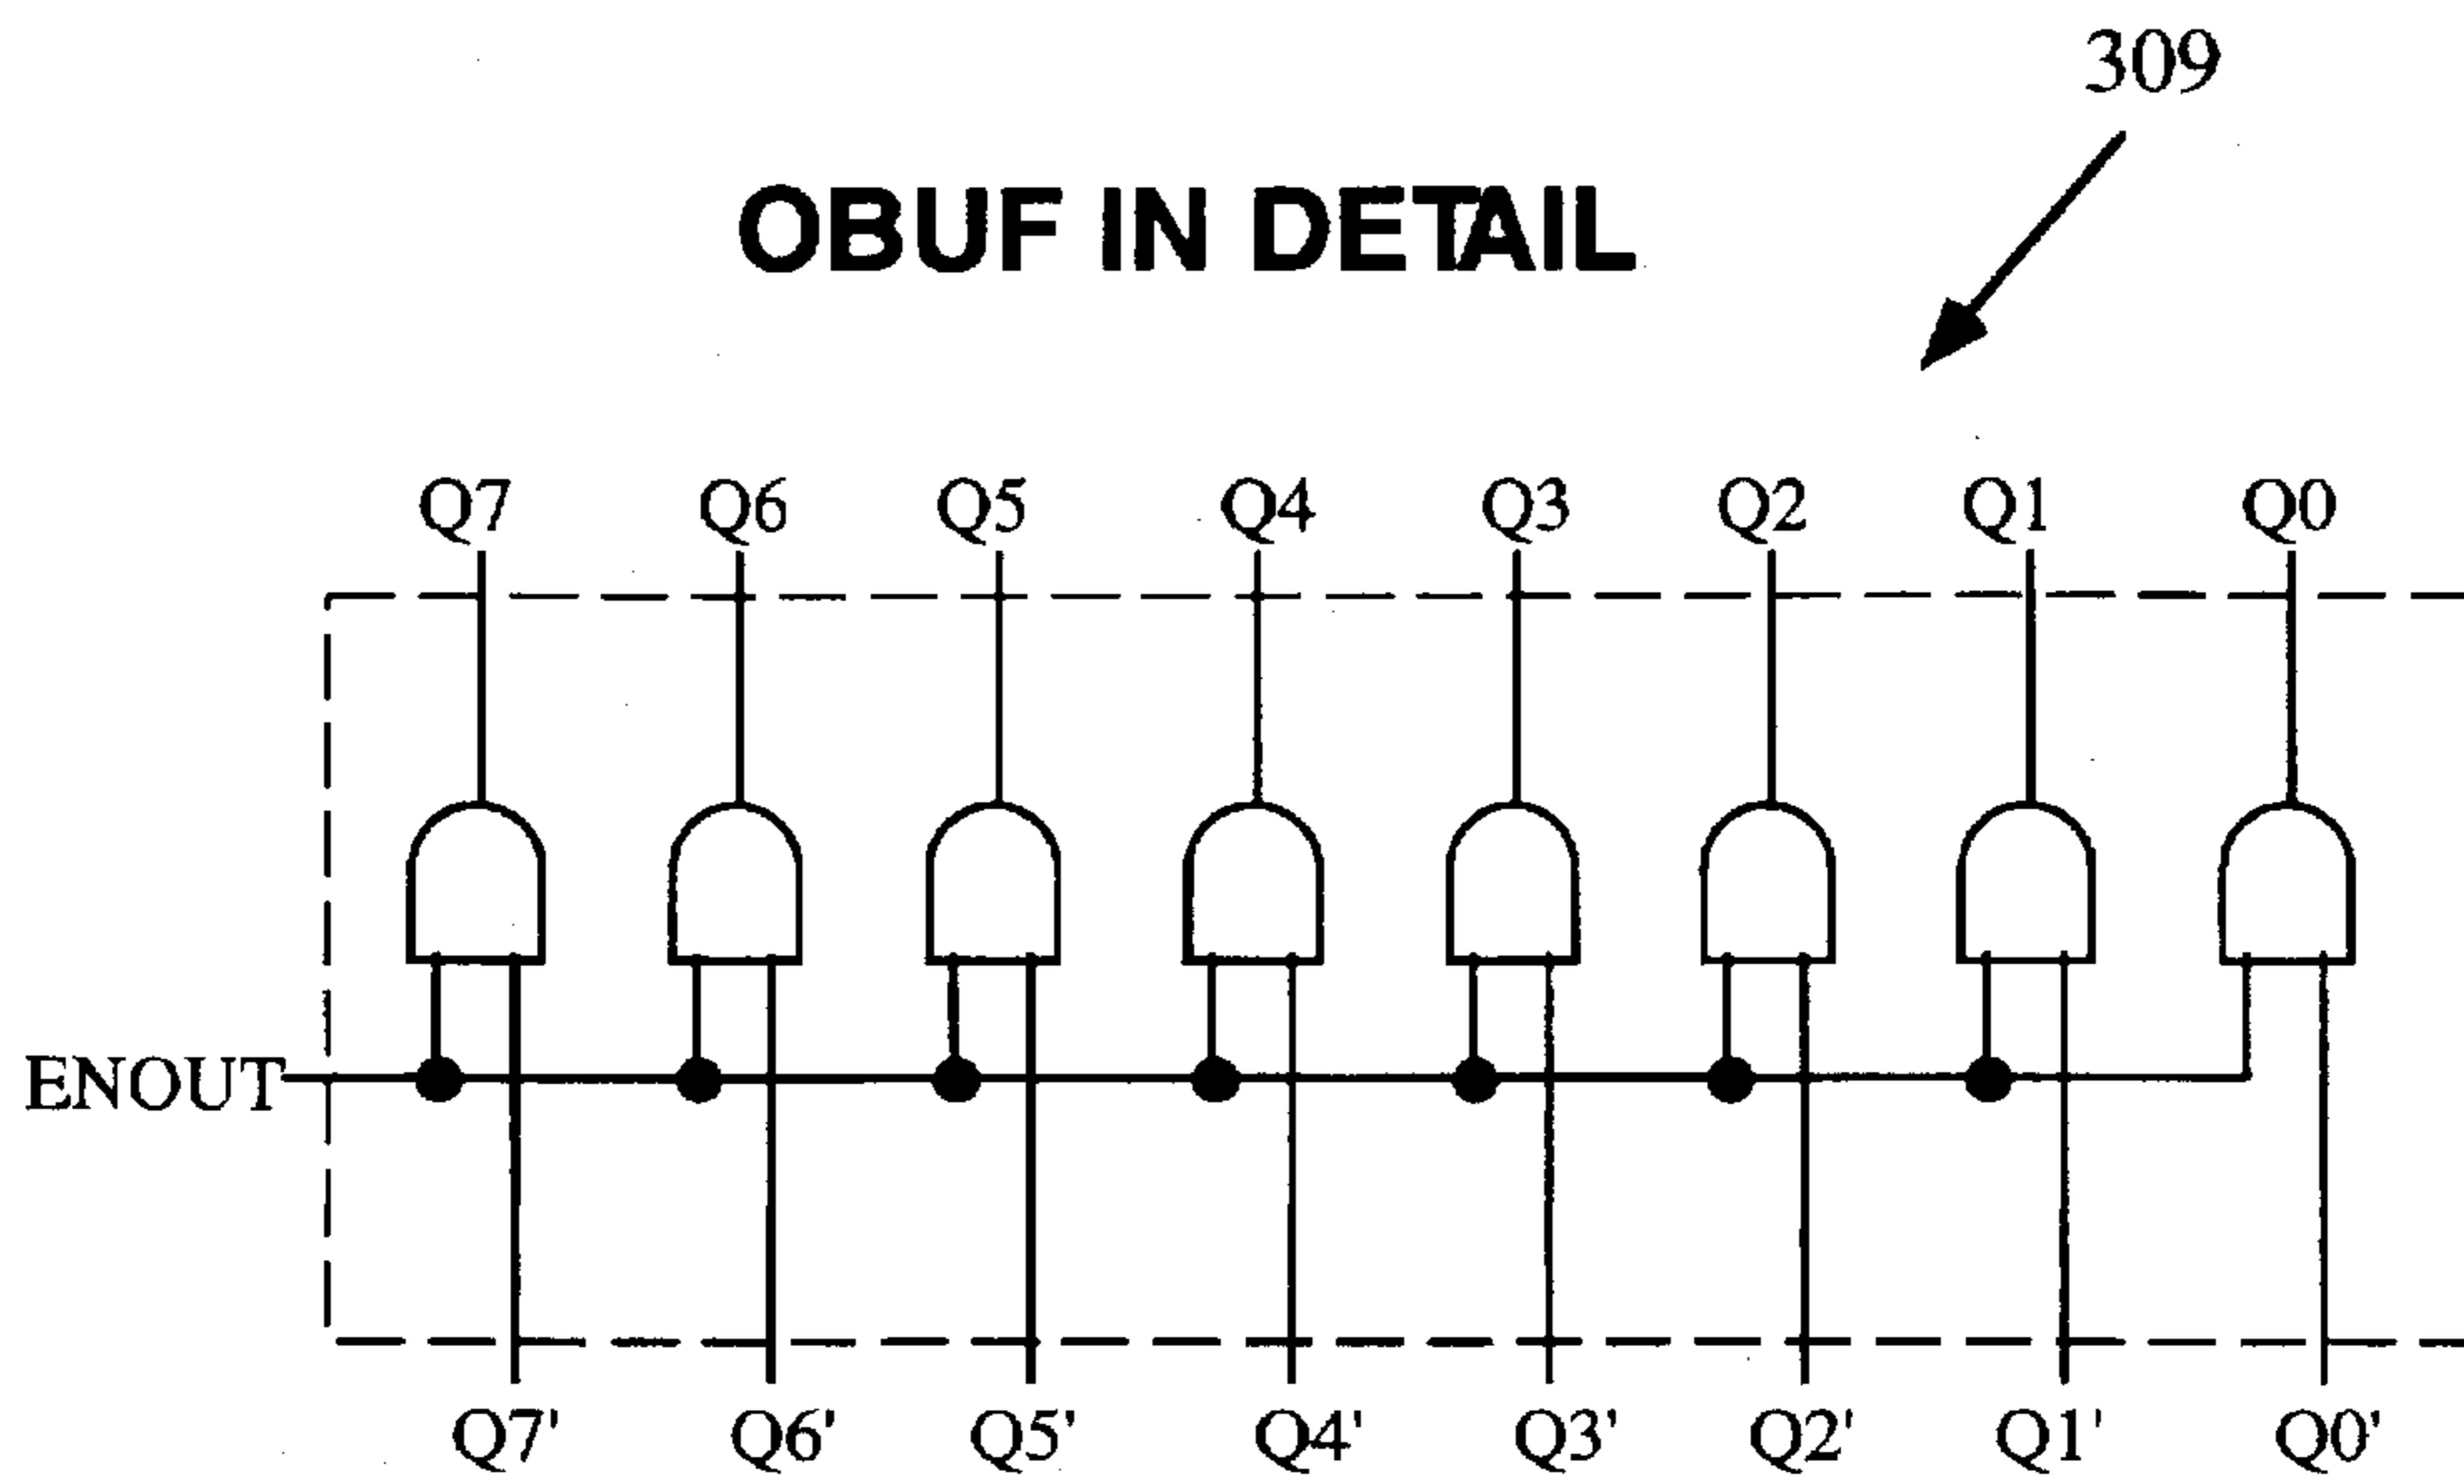 309
OBUF IN DETAIL
Q7 Q6 Q5 Q4 Q3 Q2 Q1 Q0
ENOUT
Q7' Q6' Q5' Q4' Q3' Q2' Q1' Q0'